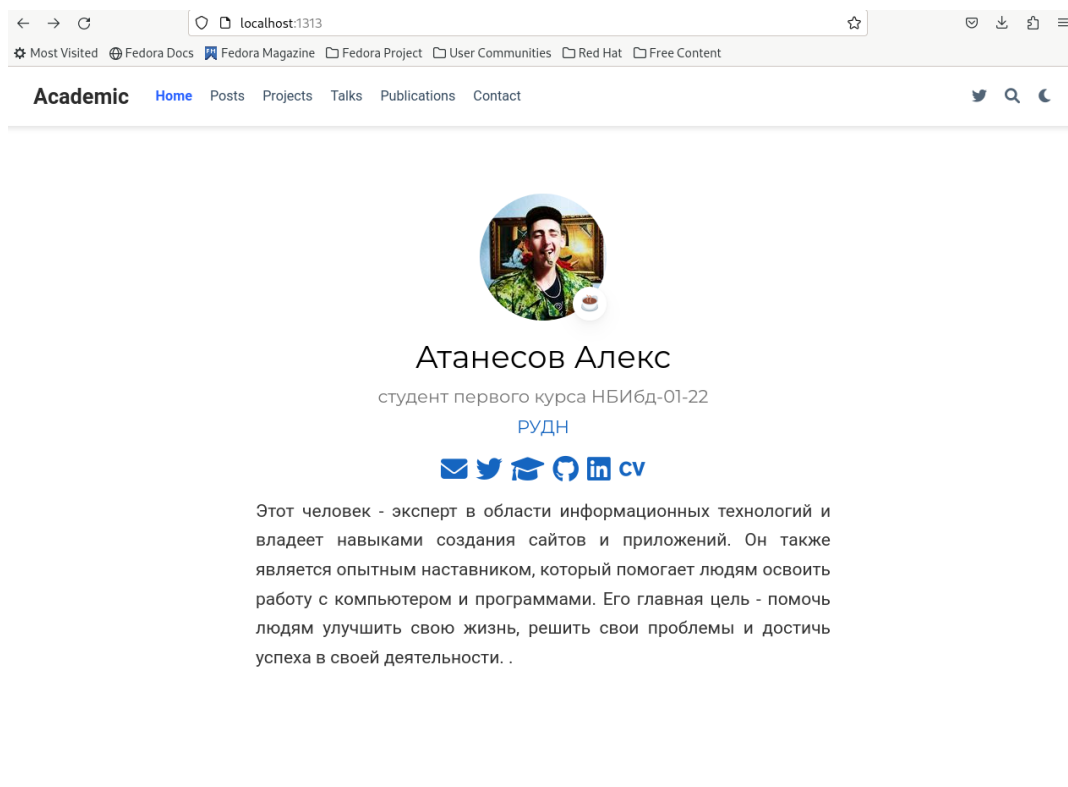 localhost:1313
Most Visited Fedora Docs Fedora Magazine Fedora Project User Communities Red Hat Free Content
Academic Home Posts Projects Talks Publications Contact
Атанесов Алекс
студент первого курса НБИбд-01-22
РУДН
CV
Этот человек - эксперт в области информационных технологий и
владеет навыками создания сайтов и приложений. Он также
является опытным наставником, который помогает людям освоить
работу с компьютером и программами. Его главная цель - помочь
людям улучшить свою жизнь, решить свои проблемы и достичь
успеха в своей деятельности. .